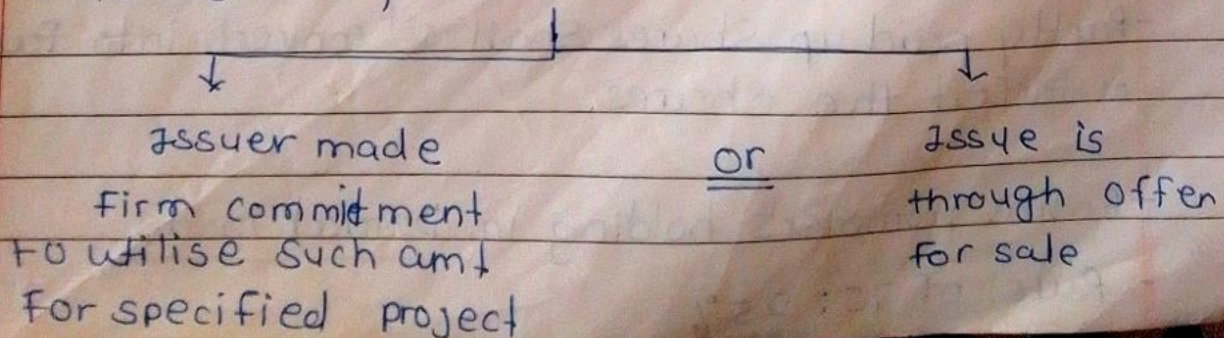 Issuer made
firm commitment
to utilise such amt
for specified project
or
Issue is
through offer
for sale